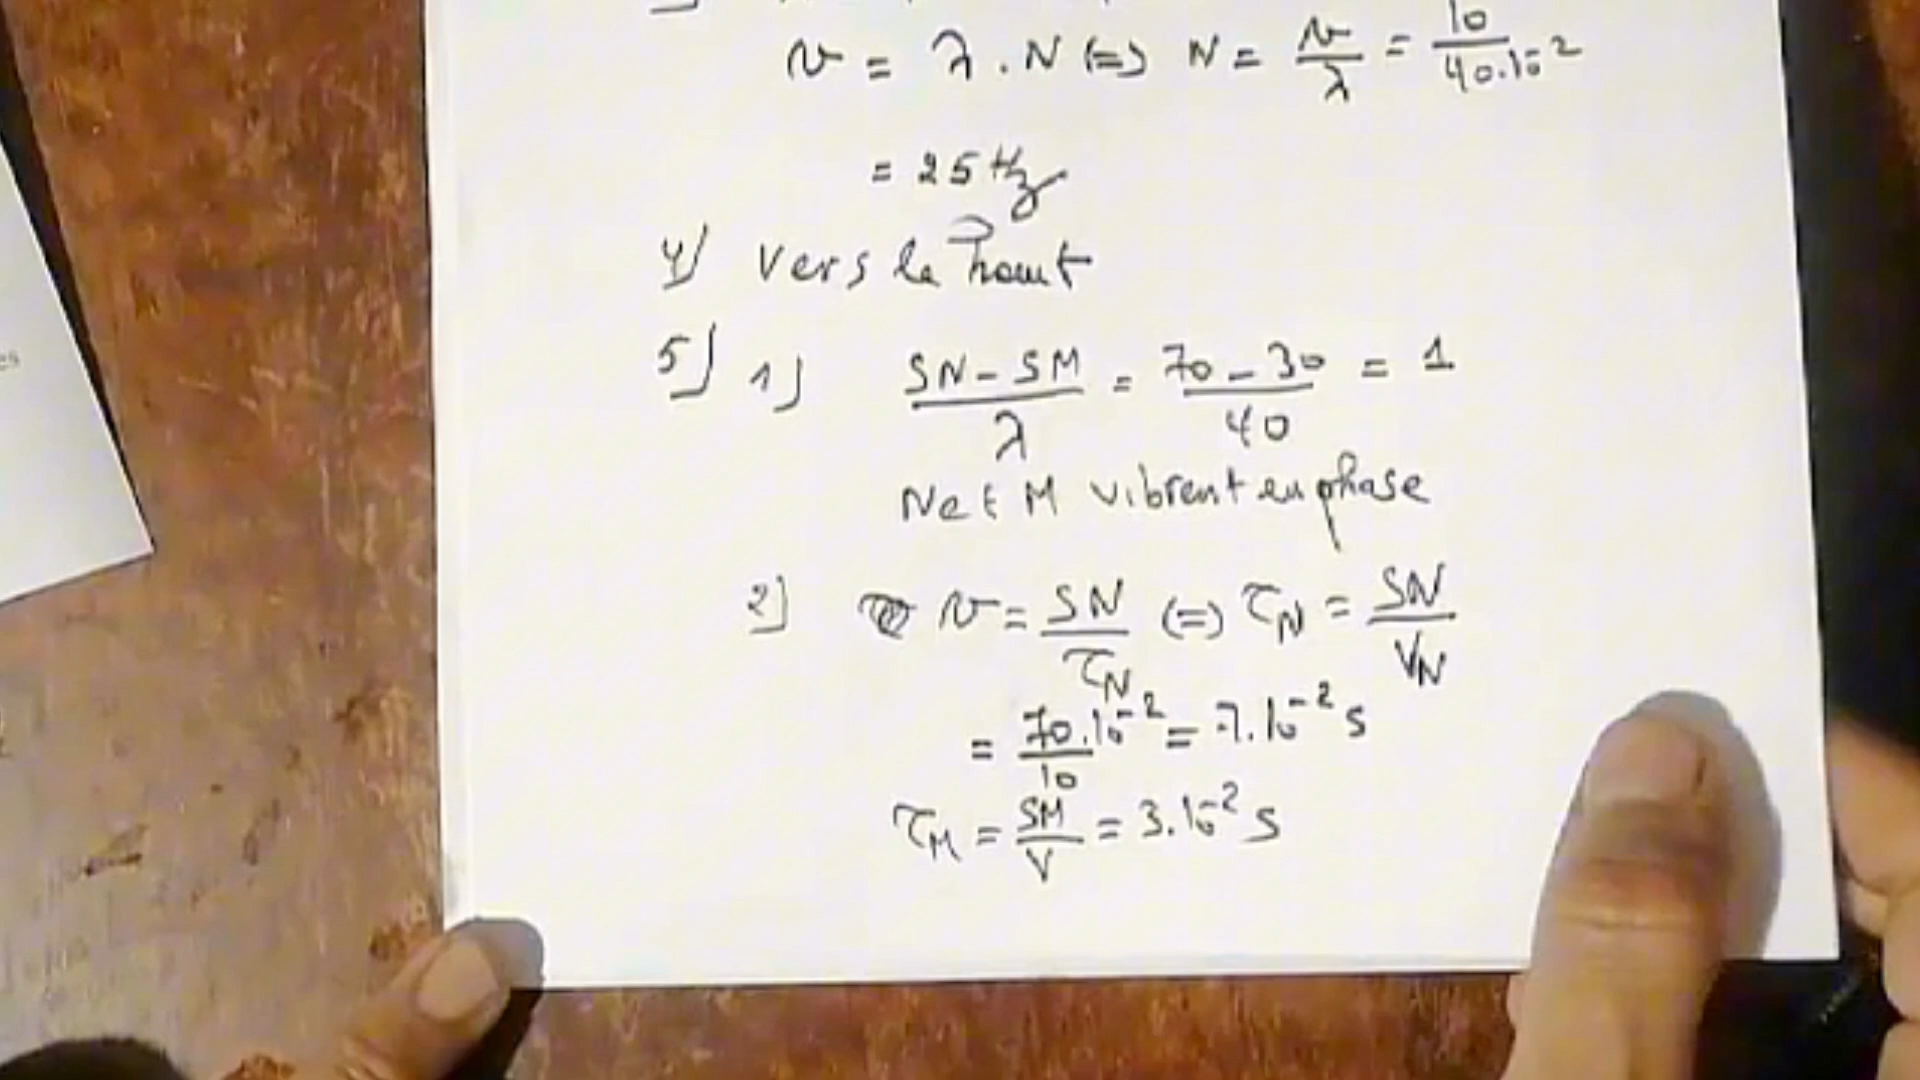 v = λ . N (=) N = v/λ = 10/40.10⁻²
= 25 Hz
4) Vers le haut
5) 1) (SN - SM)/λ = (70 - 30)/40 = 1
N et M vibrent en phase
2) v = SN/τN (=) τN = SN/VN
= 70.10⁻²/10 = 7.10⁻² s
τM = SM/V = 3.10⁻² s